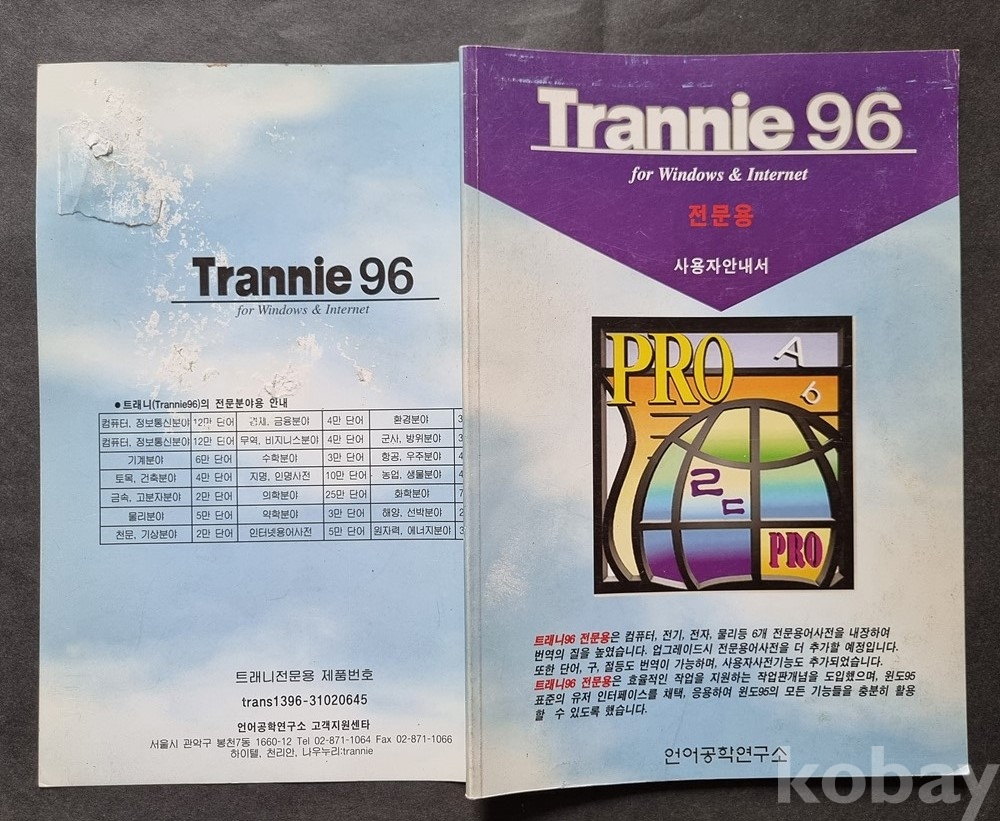 Trannie 96
for Windows & Internet
●트래니(Trannie96)의 전문분야용 안내
컴퓨터, 정보통신분야 12만 단어 경제, 금융분야 4만 단어 환경분야 3
컴퓨터, 정보통신분야 12만 단어 무역, 비지니스분야 4만 단어 군사, 방위분야 3
기계분야 6만 단어 수학분야 3만 단어 항공, 우주분야 4
토목, 건축분야 4만 단어 지명, 인명사전 10만 단어 농업, 생물분야 4
금속, 고분자분야 2만 단어 의학분야 25만 단어 화학분야 7
물리분야 5만 단어 약학분야 3만 단어 해양, 선박분야 2
천문, 기상분야 2만 단어 인터넷용어사전 5만 단어 원자력, 에너지분야 3
트래니전문용 제품번호
trans1396-31020645
언어공학연구소 고객지원센타
서울시 관악구 봉천7동 1660-12 Tel 02-871-1064 Fax 02-871-1066
하이텔, 천리안, 나우누리:trannie
Trannie 96
for Windows & Internet
전문용
사용자안내서
PRO
A
6
ㄹ
ㄷ
PRO
트래니96 전문용은 컴퓨터, 전기, 전자, 물리등 6개 전문용어사전을 내장하여
번역의 질을 높였습니다. 업그레이드시 전문용어사전을 더 추가할 예정입니다.
또한 단어, 구, 절등도 번역이 가능하며, 사용자사전기능도 추가되었습니다.
트래니96 전문용은 효율적인 작업을 지원하는 작업판개념을 도입했으며, 윈도95
표준의 유저 인터페이스를 채택, 응용하여 윈도95의 모든 기능들을 충분히 활용
할 수 있도록 했습니다.
언어공학연구소
kobay